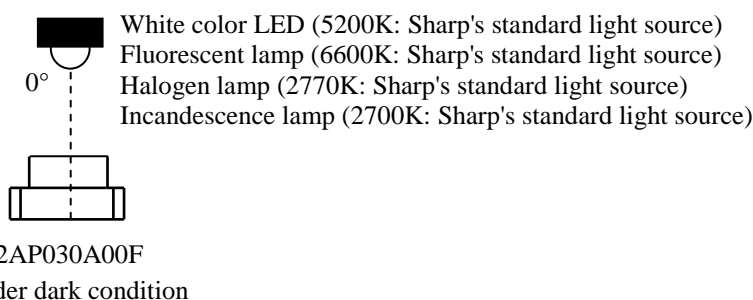 White color LED (5200K: Sharp's standard light source)
Fluorescent lamp (6600K: Sharp's standard light source)
0° Halogen lamp (2770K: Sharp's standard light source)
Incandescence lamp (2700K: Sharp's standard light source)
2AP030A00F
der dark condition